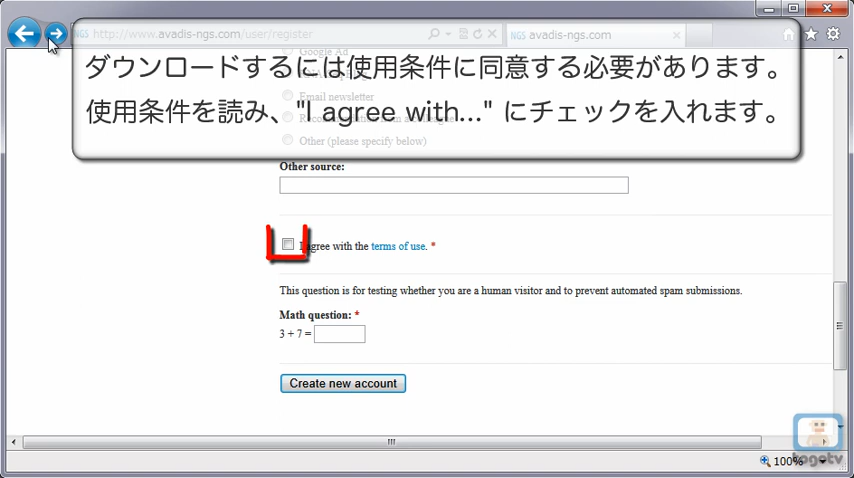 NGS http://www.avadis-ngs.com/user/register
NGS avadis-ngs.com
ダウンロードするには使用条件に同意する必要があります。
使用条件を読み、"I agree with..." にチェックを入れます。
Google Ad
Email newsletter
Other (please specify below)
Other source:
I agree with the terms of use. *
This question is for testing whether you are a human visitor and to prevent automated spam submissions.
Math question: *
3 + 7 =
Create new account
100%
togotv